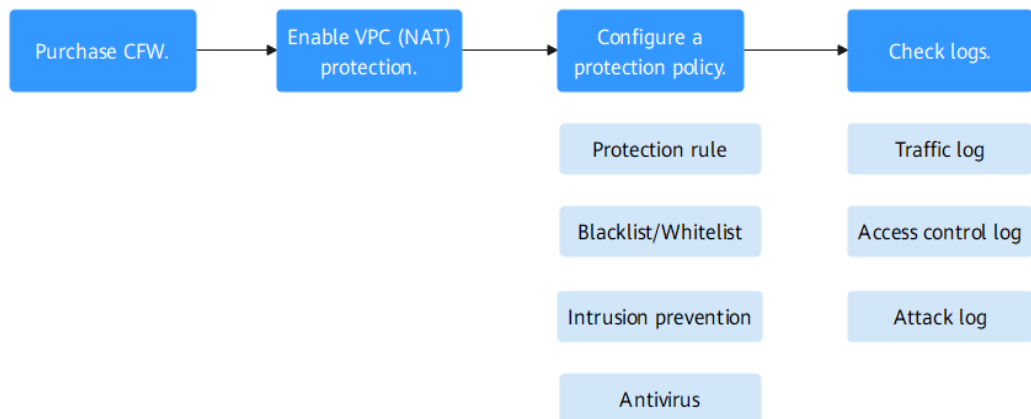 Purchase CFW.
Enable VPC (NAT)
protection.
Configure a
protection policy.
Check logs.
Protection rule
Traffic log
Blacklist/Whitelist
Access control log
Intrusion prevention
Attack log
Antivirus